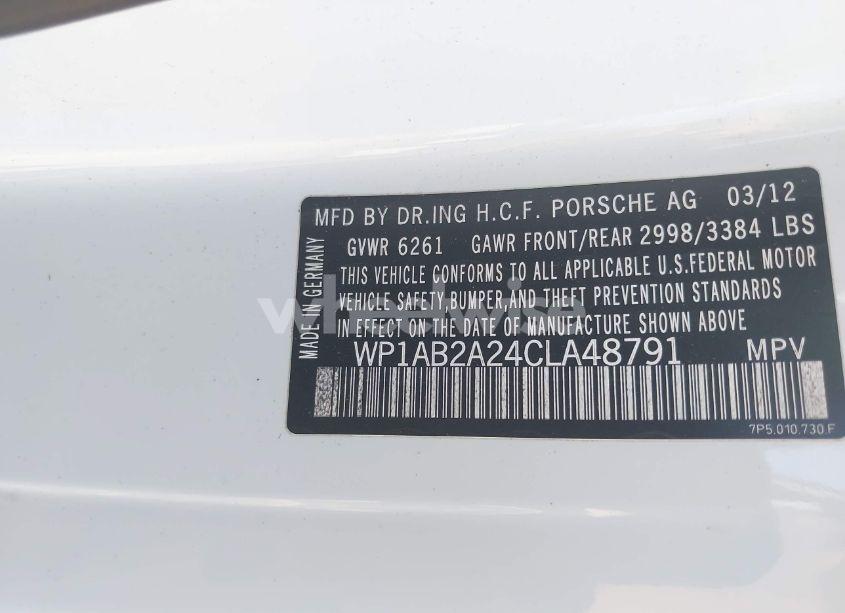 MFD BY DR.ING H.C.F. PORSCHE AG 03/12
GVWR 6261 GAWR FRONT/REAR 2998/3384 LBS
THIS VEHICLE CONFORMS TO ALL APPLICABLE U.S.FEDERAL MOTOR
VEHICLE SAFETY,BUMPER,AND THEFT PREVENTION STANDARDS
IN EFFECT ON THE DATE OF MANUFACTURE SHOWN ABOVE
MADE IN GERMANY
WP1AB2A24CLA48791 MPV
7P5.010.730.F
wheelwise